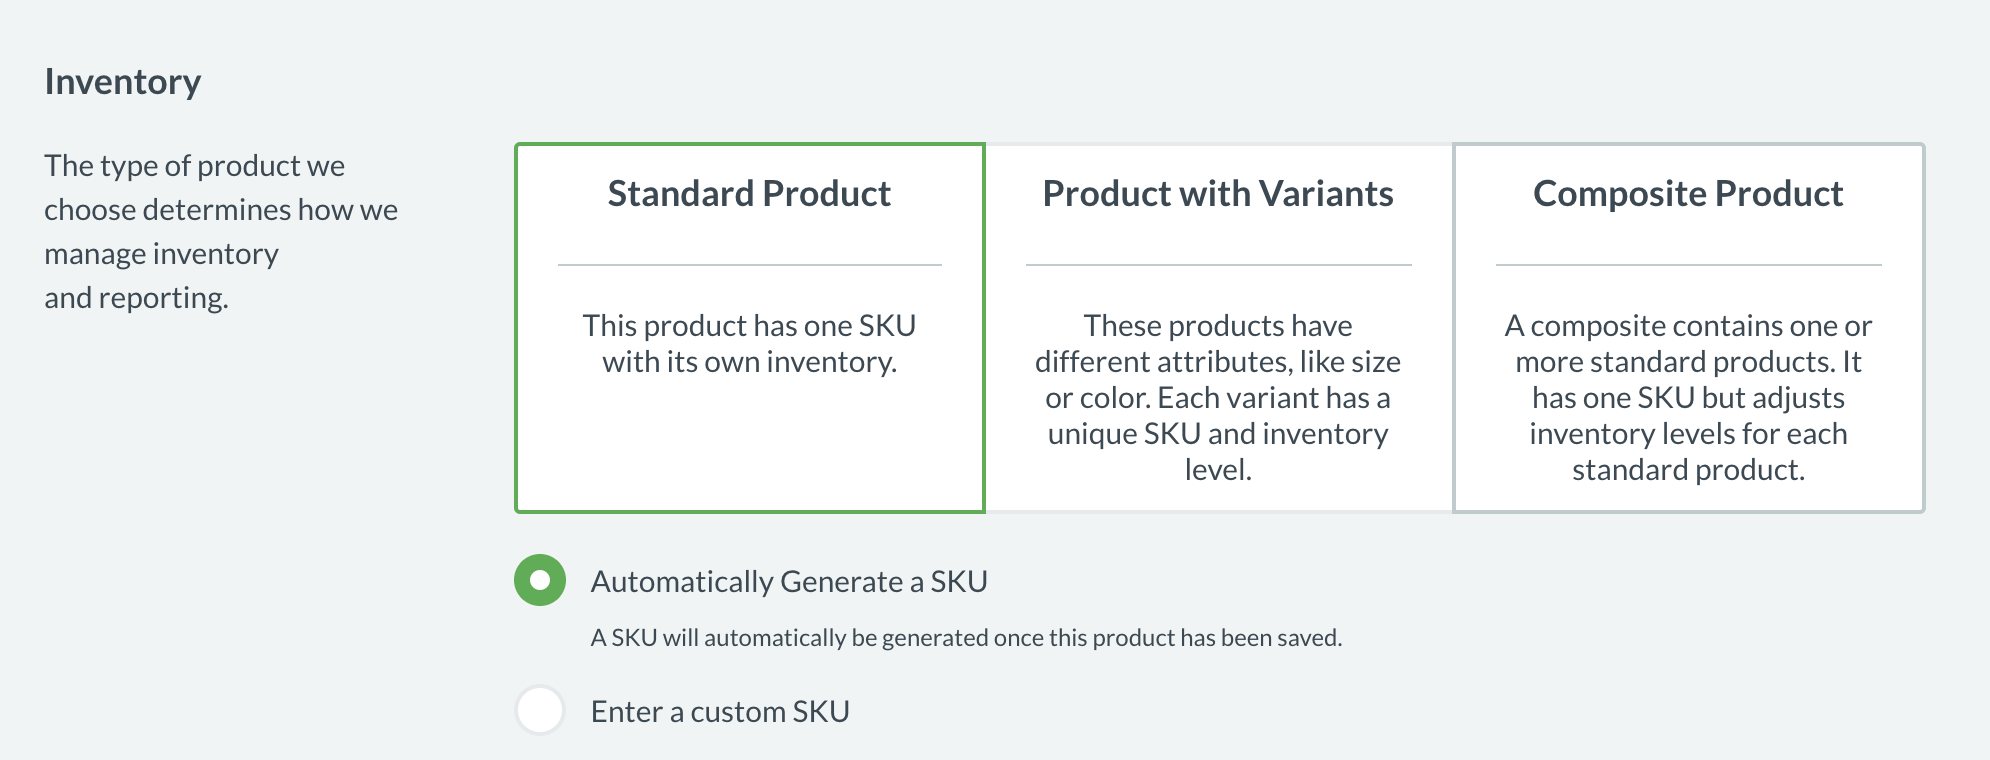 Inventory
The type of product we
choose determines how we
manage inventory
and reporting.
Standard Product
This product has one SKU
with its own inventory.
Product with Variants
These products have
different attributes, like size
or color. Each variant has a
unique SKU and inventory
level.
Composite Product
A composite contains one or
more standard products. It
has one SKU but adjusts
inventory levels for each
standard product.
Automatically Generate a SKU
A SKU will automatically be generated once this product has been saved.
Enter a custom SKU